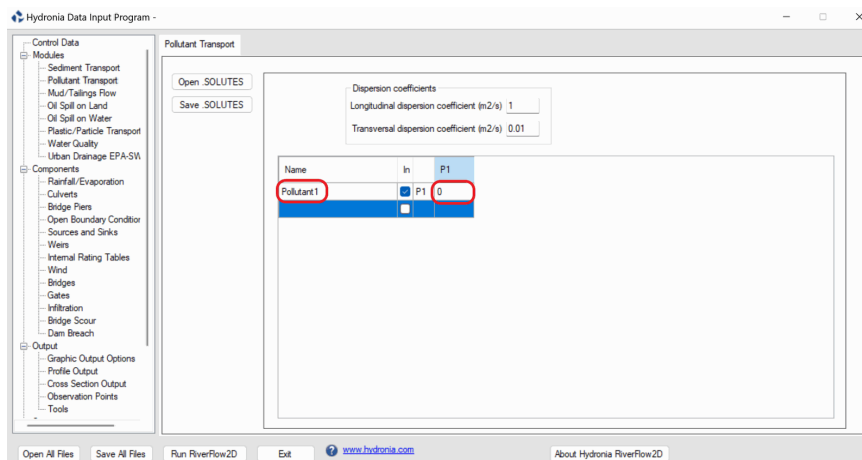 Hydronia Data Input Program -
Control Data
Modules
Sediment Transport
Pollutant Transport
Mud/Tailings Flow
Oil Spill on Land
Oil Spill on Water
Plastic/Particle Transport
Water Quality
Urban Drainage EPA-SW
Components
Rainfall/Evaporation
Culverts
Bridge Piers
Open Boundary Condition
Sources and Sinks
Weirs
Internal Rating Tables
Wind
Bridges
Gates
Infiltration
Bridge Scour
Dam Breach
Output
Graphic Output Options
Profile Output
Cross Section Output
Observation Points
Tools
Pollutant Transport
Open .SOLUTES
Save .SOLUTES
Dispersion coefficients
Longitudinal dispersion coefficient (m2/s) 1
Transversal dispersion coefficient (m2/s) 0.01
Name In P1
Pollutant1 P1 0
Open All Files Save All Files Run RiverFlow2D Exit ? www.hydronia.com About Hydronia RiverFlow2D